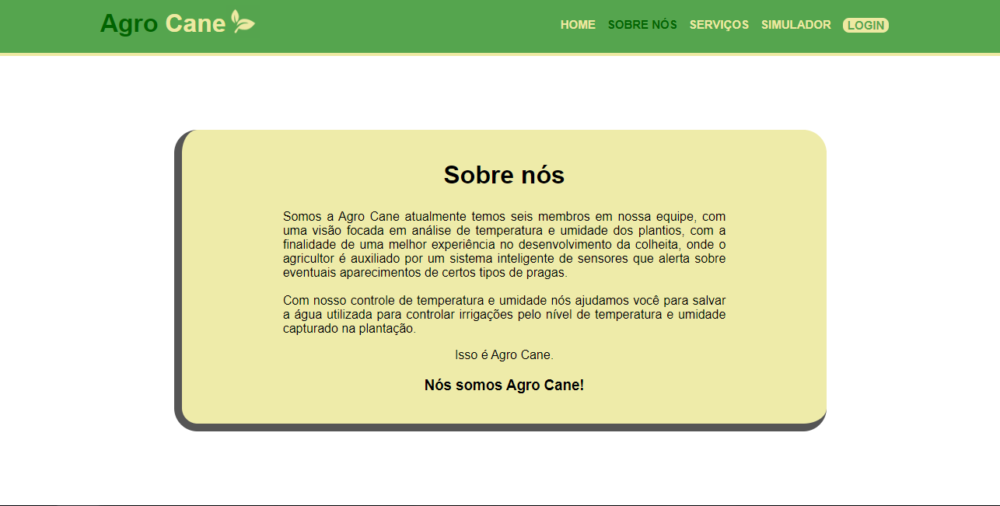 Agro Cane
HOME SOBRE NÓS SERVIÇOS SIMULADOR LOGIN
Sobre nós
Somos a Agro Cane atualmente temos seis membros em nossa equipe, com
uma visão focada em análise de temperatura e umidade dos plantios, com a
finalidade de uma melhor experiência no desenvolvimento da colheita, onde o
agricultor é auxiliado por um sistema inteligente de sensores que alerta sobre
eventuais aparecimentos de certos tipos de pragas.
Com nosso controle de temperatura e umidade nós ajudamos você para salvar
a água utilizada para controlar irrigações pelo nível de temperatura e umidade
capturado na plantação.
Isso é Agro Cane.
Nós somos Agro Cane!